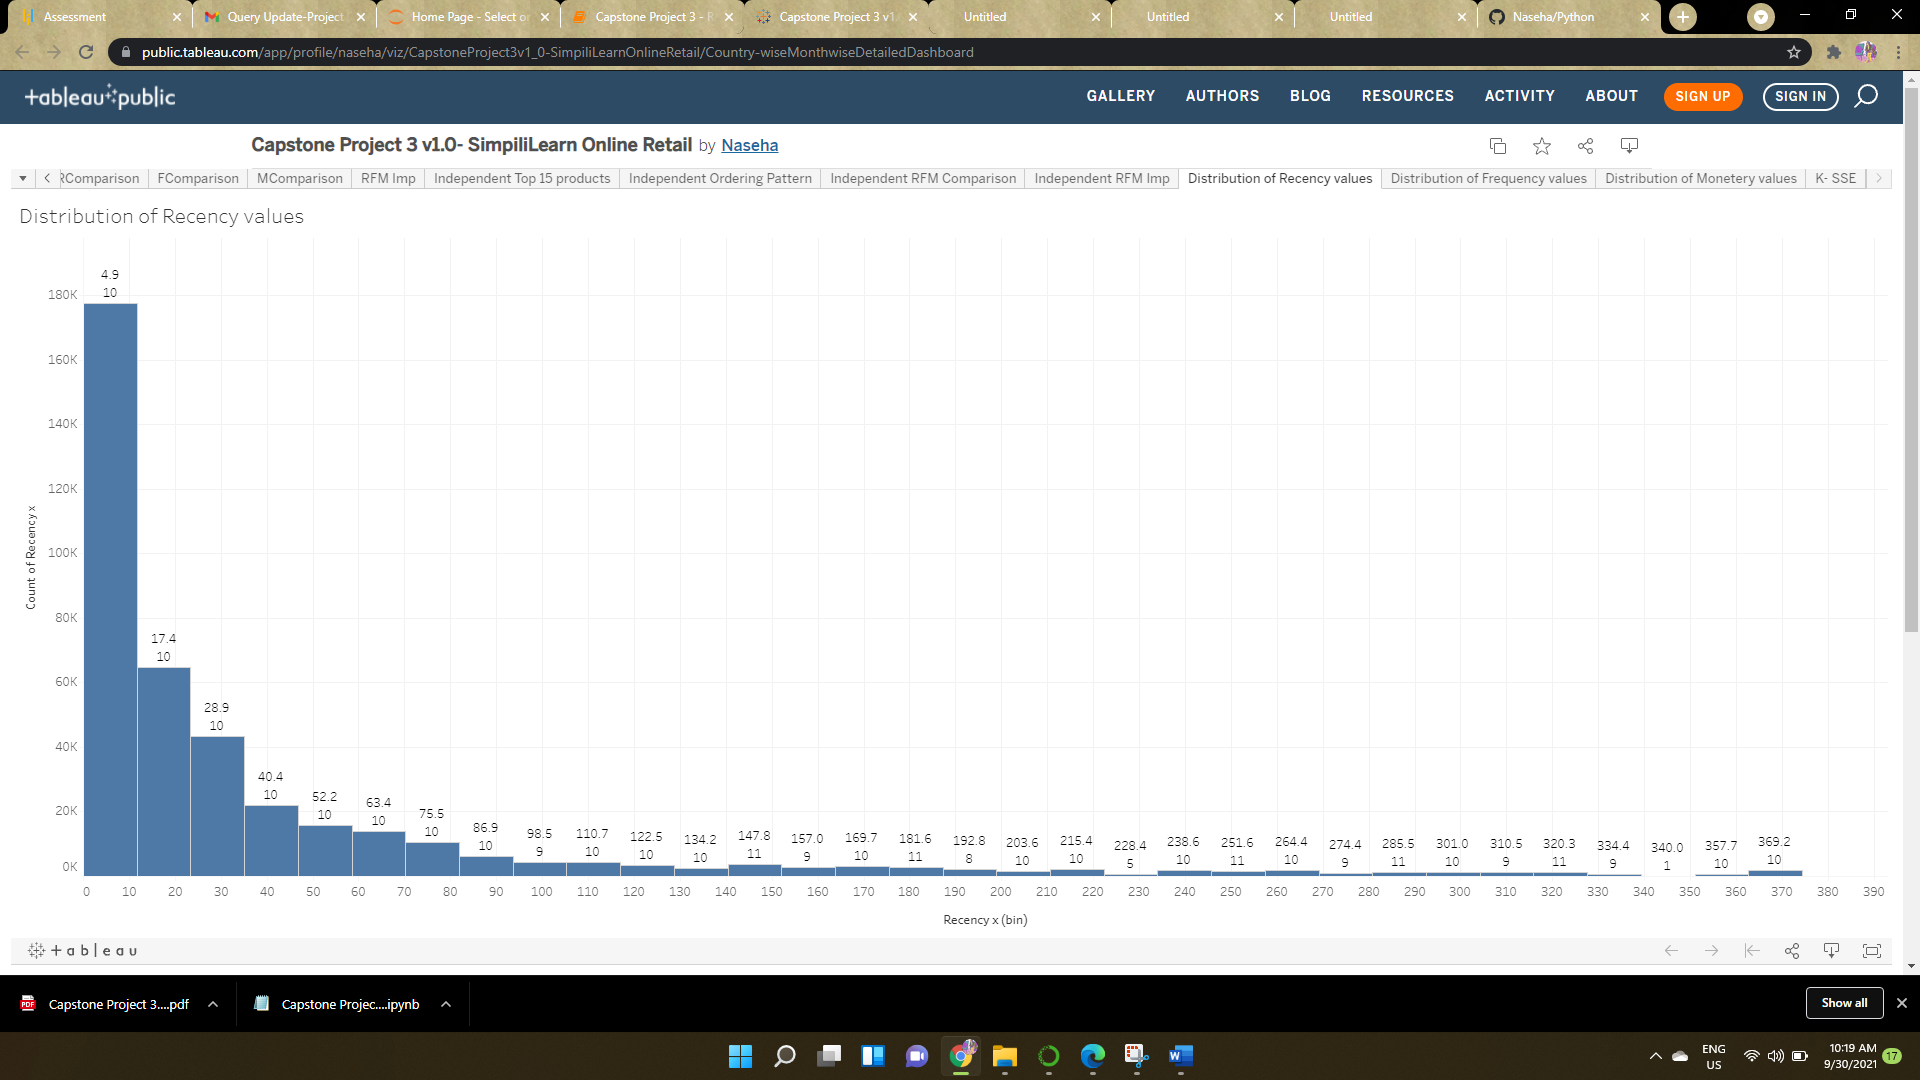 Assessment
Query Update-Project
Home Page - Select or
Capstone Project 3 - R
Capstone Project 3 v1.
Untitled
Untitled
Untitled
Naseha/Python
public.tableau.com/app/profile/naseha/viz/CapstoneProject3v1_0-SimpiliLearnOnlineRetail/Country-wiseMonthwiseDetailedDashboard
+ableau public
GALLERY
AUTHORS
BLOG
RESOURCES
ACTIVITY
ABOUT
SIGN UP
SIGN IN
Capstone Project 3 v1.0- SimpiliLearn Online Retail by Naseha
RComparison
FComparison
MComparison
RFM Imp
Independent Top 15 products
Independent Ordering Pattern
Independent RFM Comparison
Independent RFM Imp
Distribution of Recency values
Distribution of Frequency values
Distribution of Monetery values
K- SSE
Distribution of Recency values
Count of Recency x
180K
160K
140K
120K
100K
80K
60K
40K
20K
0K
4.9
10
17.4
10
28.9
10
40.4
10
52.2
10
63.4
10
75.5
10
86.9
10
98.5
9
110.7
10
122.5
10
134.2
10
147.8
11
157.0
9
169.7
10
181.6
11
192.8
8
203.6
10
215.4
10
228.4
5
238.6
10
251.6
11
264.4
10
274.4
9
285.5
11
301.0
10
310.5
9
320.3
11
334.4
9
340.0
1
357.7
10
369.2
10
0 10 20 30 40 50 60 70 80 90 100 110 120 130 140 150 160 170 180 190 200 210 220 230 240 250 260 270 280 290 300 310 320 330 340 350 360 370 380 390
Recency x (bin)
+ a b | e a u
Capstone Project 3....pdf
Capstone Projec....ipynb
Show all
ENG
US
10:19 AM
9/30/2021
17